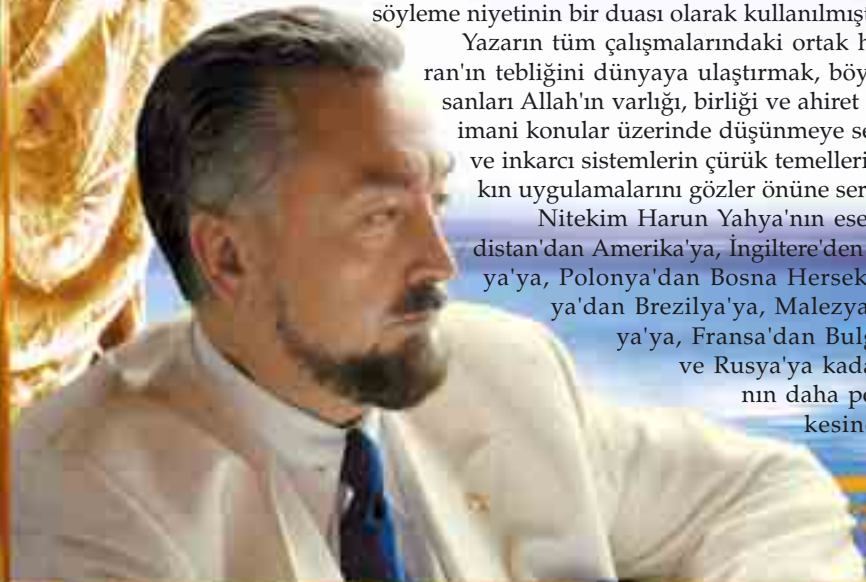 söyleme niyetinin bir duası olarak kullanılmışt
Yazarın tüm çalışmalarındaki ortak h
ran'ın tebliğini dünyaya ulaştırmak, böy
sanları Allah'ın varlığı, birliği ve ahiret
imani konular üzerinde düşünmeye se
ve inkarcı sistemlerin çürük temelleri
kın uygulamalarını gözler önüne ser
Nitekim Harun Yahya'nın ese
distan'dan Amerika'ya, İngiltere'den
ya'ya, Polonya'dan Bosna Hersek
ya'dan Brezilya'ya, Malezya
ya'ya, Fransa'dan Bulg
ve Rusya'ya kada
nın daha pe
kesin